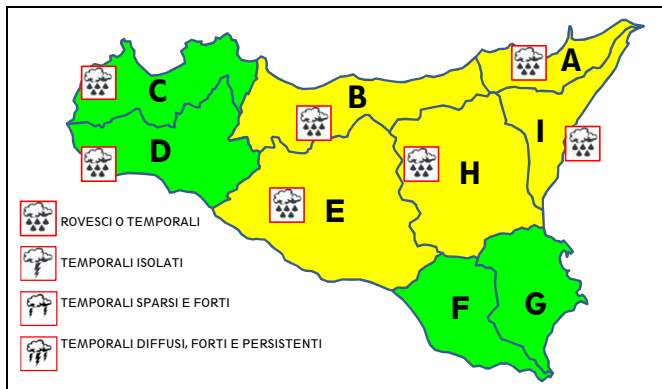 A
C
B
D
I
H
E
ROVESCI O TEMPORALI
TEMPORALI ISOLATI
TEMPORALI SPARSI E FORTI
F
G
TEMPORALI DIFFUSI, FORTI E PERSISTENTI